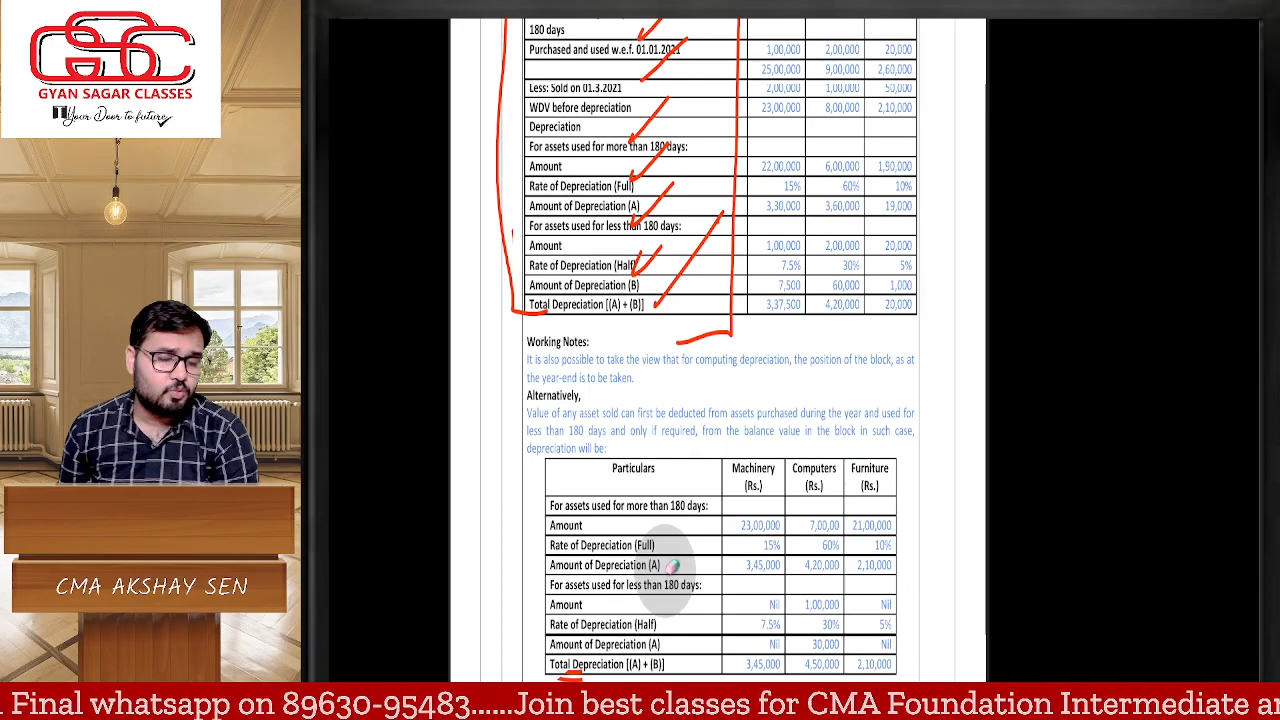 GSC
GYAN SAGAR CLASSES
Your Door to future
180 days
Purchased and used w.e.f. 01.01.2021 1,00,000 2,00,000 20,000
25,00,000 9,00,000 2,60,000
Less: Sold on 01.3.2021 2,00,000 1,00,000 50,000
WDV before depreciation 23,00,000 8,00,000 2,10,000
Depreciation
For assets used for more than 180 days:
Amount 22,00,000 6,00,000 1,90,000
Rate of Depreciation (Full) 15% 60% 10%
Amount of Depreciation (A) 3,30,000 3,60,000 19,000
For assets used for less than 180 days:
Amount 1,00,000 2,00,000 20,000
Rate of Depreciation (Half) 7.5% 30% 5%
Amount of Depreciation (B) 7,500 60,000 1,000
Total Depreciation [(A) + (B)] 3,37,500 4,20,000 20,000
Working Notes:
It is also possible to take the view that for computing depreciation, the position of the block, as at
the year-end is to be taken.
Alternatively,
Value of any asset sold can first be deducted from assets purchased during the year and used for
less than 180 days and only if required, from the balance value in the block in such case,
depreciation will be:
Particulars Machinery Computers Furniture
(Rs.) (Rs.) (Rs.)
For assets used for more than 180 days:
Amount 23,00,000 7,00,00 21,00,000
Rate of Depreciation (Full) 15% 60% 10%
Amount of Depreciation (A) 3,45,000 4,20,000 2,10,000
For assets used for less than 180 days:
Amount Nil 1,00,000 Nil
Rate of Depreciation (Half) 7.5% 30% 5%
Amount of Depreciation (A) Nil 30,000 Nil
Total Depreciation [(A) + (B)] 3,45,000 4,50,000 2,10,000
CMA AKSHAY SEN
Final whatsapp on 89630-95483......Join best classes for CMA Foundation Intermediate